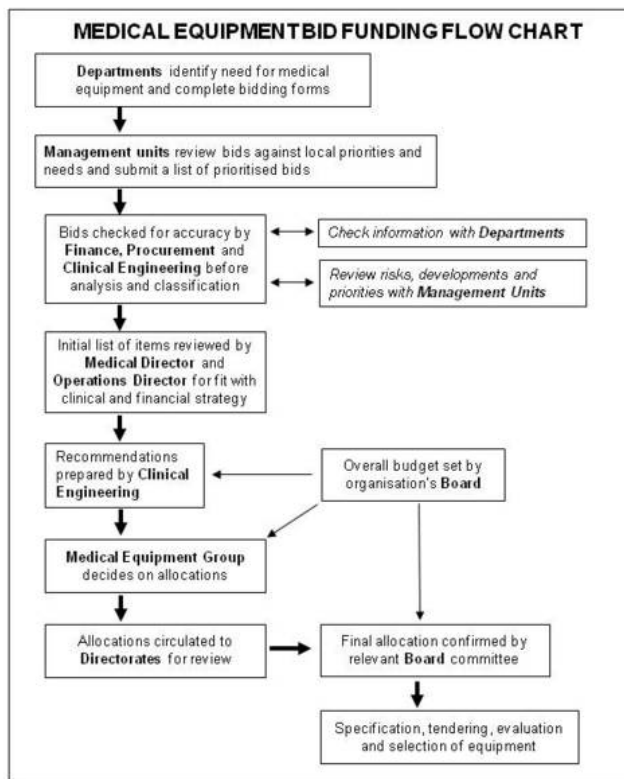 MEDICAL EQUIPMENT BID FUNDING FLOW CHART
Departments identify need for medical
equipment and complete bidding forms
Management units review bids against local priorities and
needs and submit a list of prioritised bids
Bids checked for accuracy by
Finance, Procurement and
Clinical Engineering before
analysis and classification
Check information with Departments
Review risks, developments and
priorities with Management Units
Initial list of items reviewed by
Medical Director and
Operations Director for fit with
clinical and financial strategy
Recommendations
prepared by Clinical
Engineering
Overall budget set by
organisation's Board
Medical Equipment Group
decides on allocations
Allocations circulated to
Directorates for review
Final allocation confirmed by
relevant Board committee
Specification, tendering, evaluation
and selection of equipment